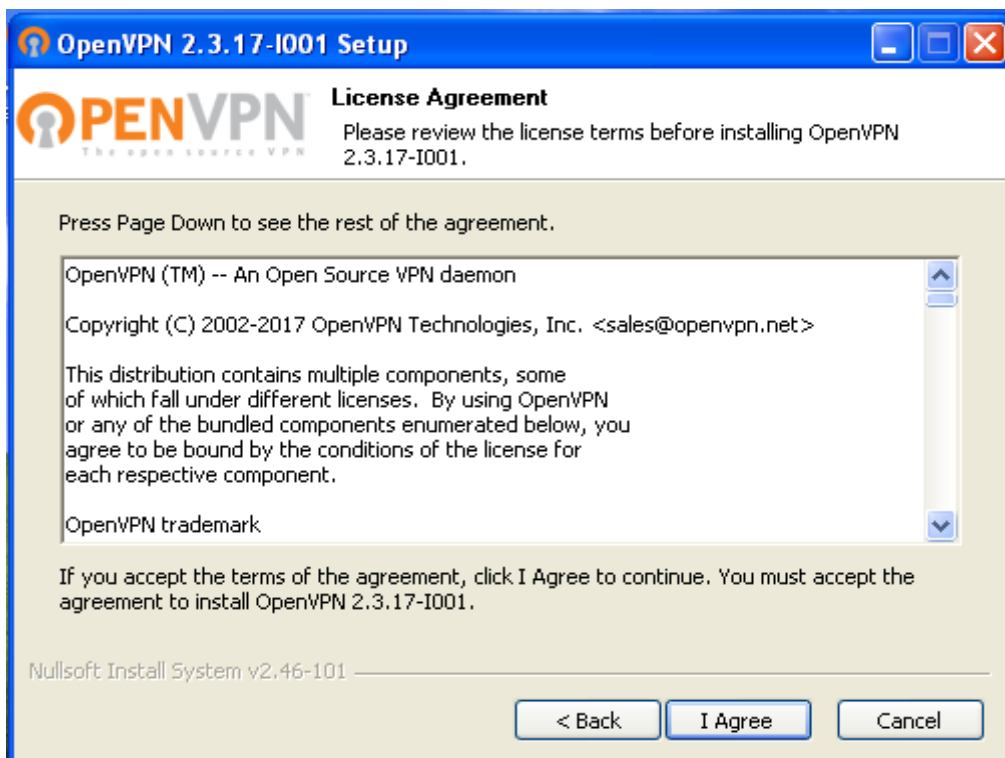 OpenVPN 2.3.17-I001 Setup
OPENVPN
The open source VPN
License Agreement
Please review the license terms before installing OpenVPN
2.3.17-I001.
Press Page Down to see the rest of the agreement.
OpenVPN (TM) -- An Open Source VPN daemon
Copyright (C) 2002-2017 OpenVPN Technologies, Inc. <sales@openvpn.net>
This distribution contains multiple components, some
of which fall under different licenses.  By using OpenVPN
or any of the bundled components enumerated below, you
agree to be bound by the conditions of the license for
each respective component.
OpenVPN trademark
If you accept the terms of the agreement, click I Agree to continue. You must accept the
agreement to install OpenVPN 2.3.17-I001.
Nullsoft Install System v2.46-101
< Back
I Agree
Cancel